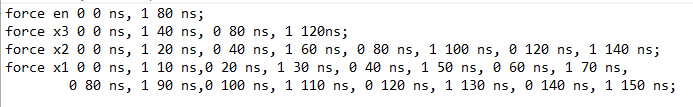 force en 0 0 ns, 1 80 ns;
force x3 0 0 ns, 1 40 ns, 0 80 ns, 1 120ns;
force x2 0 0 ns, 1 20 ns, 0 40 ns, 1 60 ns, 0 80 ns, 1 100 ns, 0 120 ns, 1 140 ns;
force x1 0 0 ns, 1 10 ns,0 20 ns, 1 30 ns, 0 40 ns, 1 50 ns, 0 60 ns, 1 70 ns,
0 80 ns, 1 90 ns,0 100 ns, 1 110 ns, 0 120 ns, 1 130 ns, 0 140 ns, 1 150 ns;